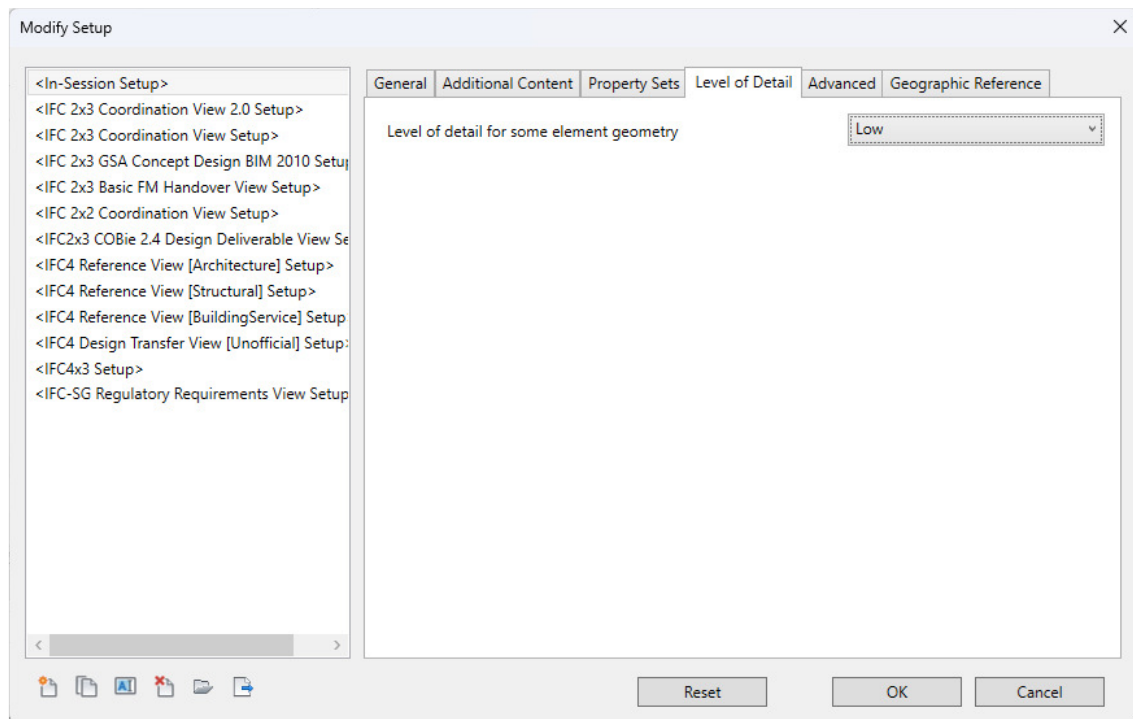 Modify Setup
<In-Session Setup>
<IFC 2x3 Coordination View 2.0 Setup>
<IFC 2x3 Coordination View Setup>
<IFC 2x3 GSA Concept Design BIM 2010 Setup
<IFC 2x3 Basic FM Handover View Setup>
<IFC 2x2 Coordination View Setup>
<IFC2x3 COBie 2.4 Design Deliverable View Se
<IFC4 Reference View [Architecture] Setup>
<IFC4 Reference View [Structural] Setup>
<IFC4 Reference View [BuildingService] Setup
<IFC4 Design Transfer View [Unofficial] Setup>
<IFC4x3 Setup>
<IFC-SG Regulatory Requirements View Setup
General Additional Content Property Sets Level of Detail Advanced Geographic Reference
Level of detail for some element geometry Low
AI
Reset OK Cancel